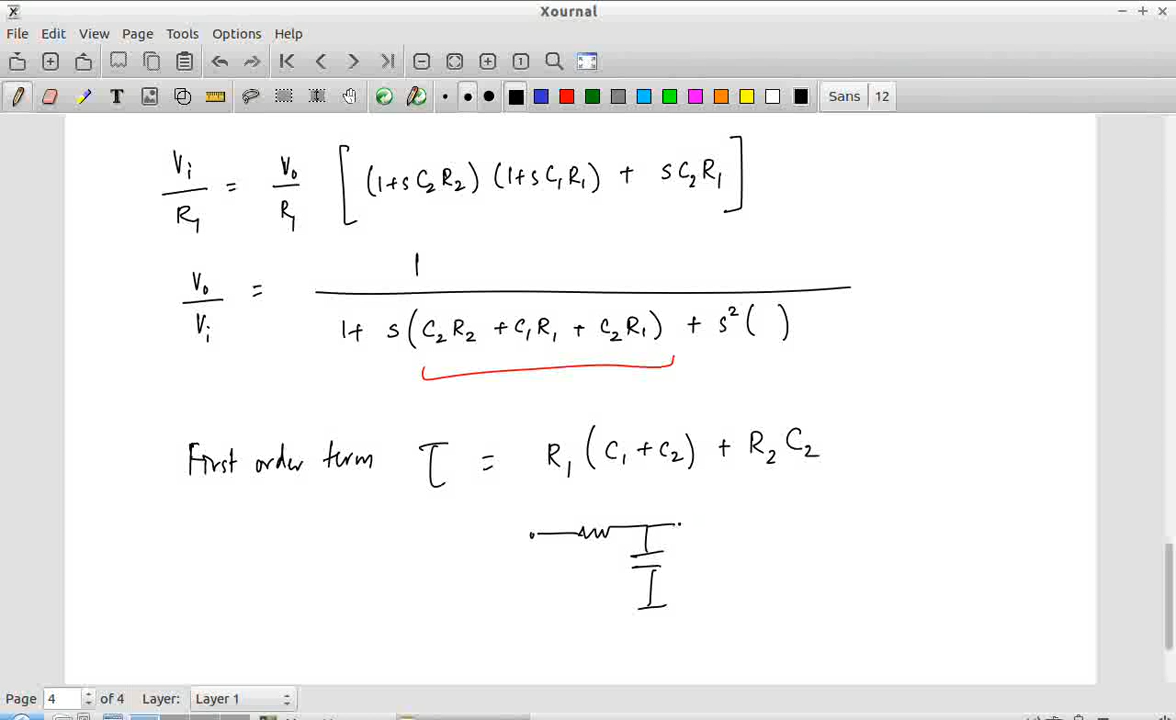 Xournal
File Edit View Page Tools Options Help
Sans 12
Vi/R1 = Vo/R1 [(1+sC2R2) (1+sC1R1) + sC2R1]
Vo/Vi = 1/(1+ s(C2R2 + C1R1 + C2R1) + s²( ))
First order term τ = R1(C1+C2) + R2C2
Page 4 of 4 Layer: Layer 1